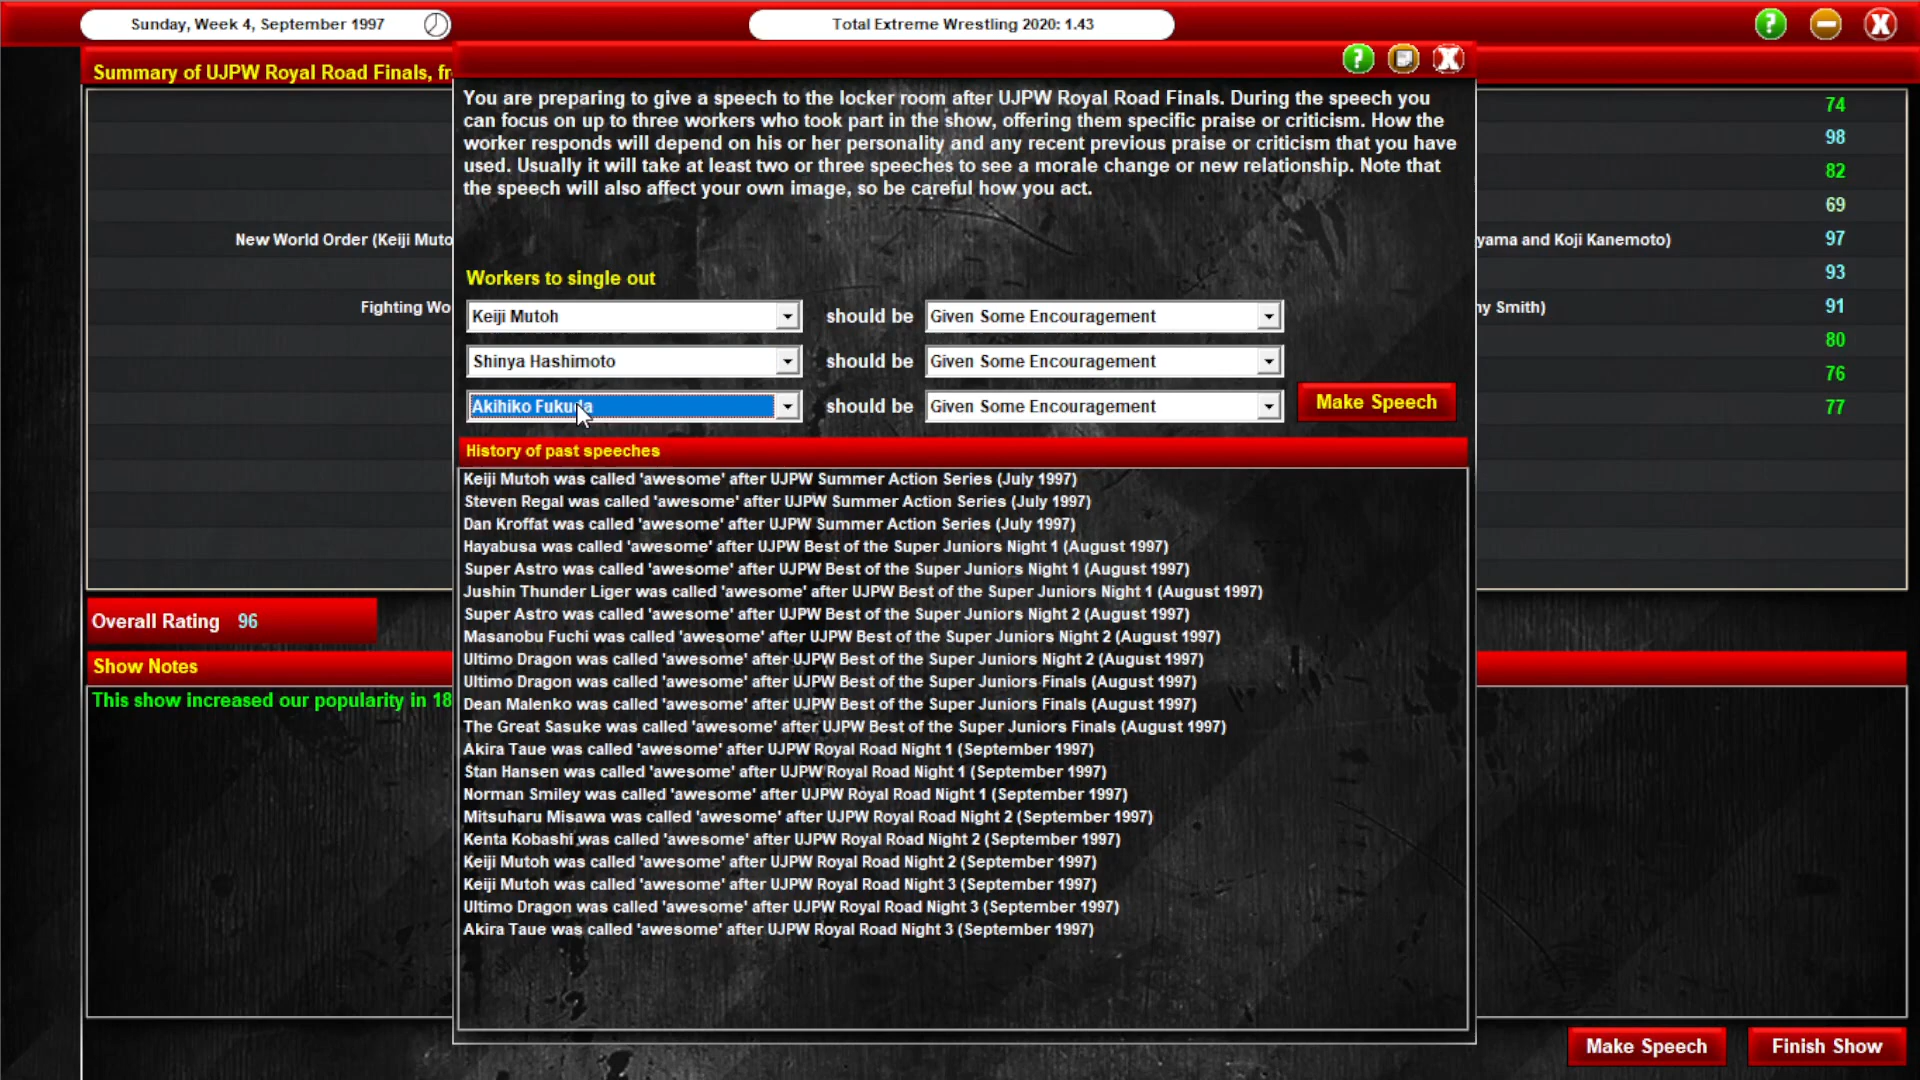 Sunday, Week 4, September 1997
Total Extreme Wrestling 2020: 1.43
Summary of UJPW Royal Road Finals, fr
You are preparing to give a speech to the locker room after UJPW Royal Road Finals. During the speech you
can focus on up to three workers who took part in the show, offering them specific praise or criticism. How the
worker responds will depend on his or her personality and any recent previous praise or criticism that you have
used. Usually it will take at least two or three speeches to see a morale change or new relationship. Note that
the speech will also affect your own image, so be careful how you act.
74
98
82
69
New World Order (Keiji Muto
yama and Koji Kanemoto)
97
93
Fighting Wo
ny Smith)
91
80
76
77
Workers to single out
Keiji Mutoh should be Given Some Encouragement
Shinya Hashimoto should be Given Some Encouragement
Akihiko Fukuda should be Given Some Encouragement
Make Speech
History of past speeches
Keiji Mutoh was called 'awesome' after UJPW Summer Action Series (July 1997)
Steven Regal was called 'awesome' after UJPW Summer Action Series (July 1997)
Dan Kroffat was called 'awesome' after UJPW Summer Action Series (July 1997)
Hayabusa was called 'awesome' after UJPW Best of the Super Juniors Night 1 (August 1997)
Super Astro was called 'awesome' after UJPW Best of the Super Juniors Night 1 (August 1997)
Jushin Thunder Liger was called 'awesome' after UJPW Best of the Super Juniors Night 1 (August 1997)
Super Astro was called 'awesome' after UJPW Best of the Super Juniors Night 2 (August 1997)
Masanobu Fuchi was called 'awesome' after UJPW Best of the Super Juniors Night 2 (August 1997)
Ultimo Dragon was called 'awesome' after UJPW Best of the Super Juniors Night 2 (August 1997)
Ultimo Dragon was called 'awesome' after UJPW Best of the Super Juniors Finals (August 1997)
Dean Malenko was called 'awesome' after UJPW Best of the Super Juniors Finals (August 1997)
The Great Sasuke was called 'awesome' after UJPW Best of the Super Juniors Finals (August 1997)
Akira Taue was called 'awesome' after UJPW Royal Road Night 1 (September 1997)
Stan Hansen was called 'awesome' after UJPW Royal Road Night 1 (September 1997)
Norman Smiley was called 'awesome' after UJPW Royal Road Night 1 (September 1997)
Mitsuharu Misawa was called 'awesome' after UJPW Royal Road Night 2 (September 1997)
Kenta Kobashi was called 'awesome' after UJPW Royal Road Night 2 (September 1997)
Keiji Mutoh was called 'awesome' after UJPW Royal Road Night 2 (September 1997)
Keiji Mutoh was called 'awesome' after UJPW Royal Road Night 3 (September 1997)
Ultimo Dragon was called 'awesome' after UJPW Royal Road Night 3 (September 1997)
Akira Taue was called 'awesome' after UJPW Royal Road Night 3 (September 1997)
Overall Rating 96
Show Notes
This show increased our popularity in 18
Make Speech
Finish Show